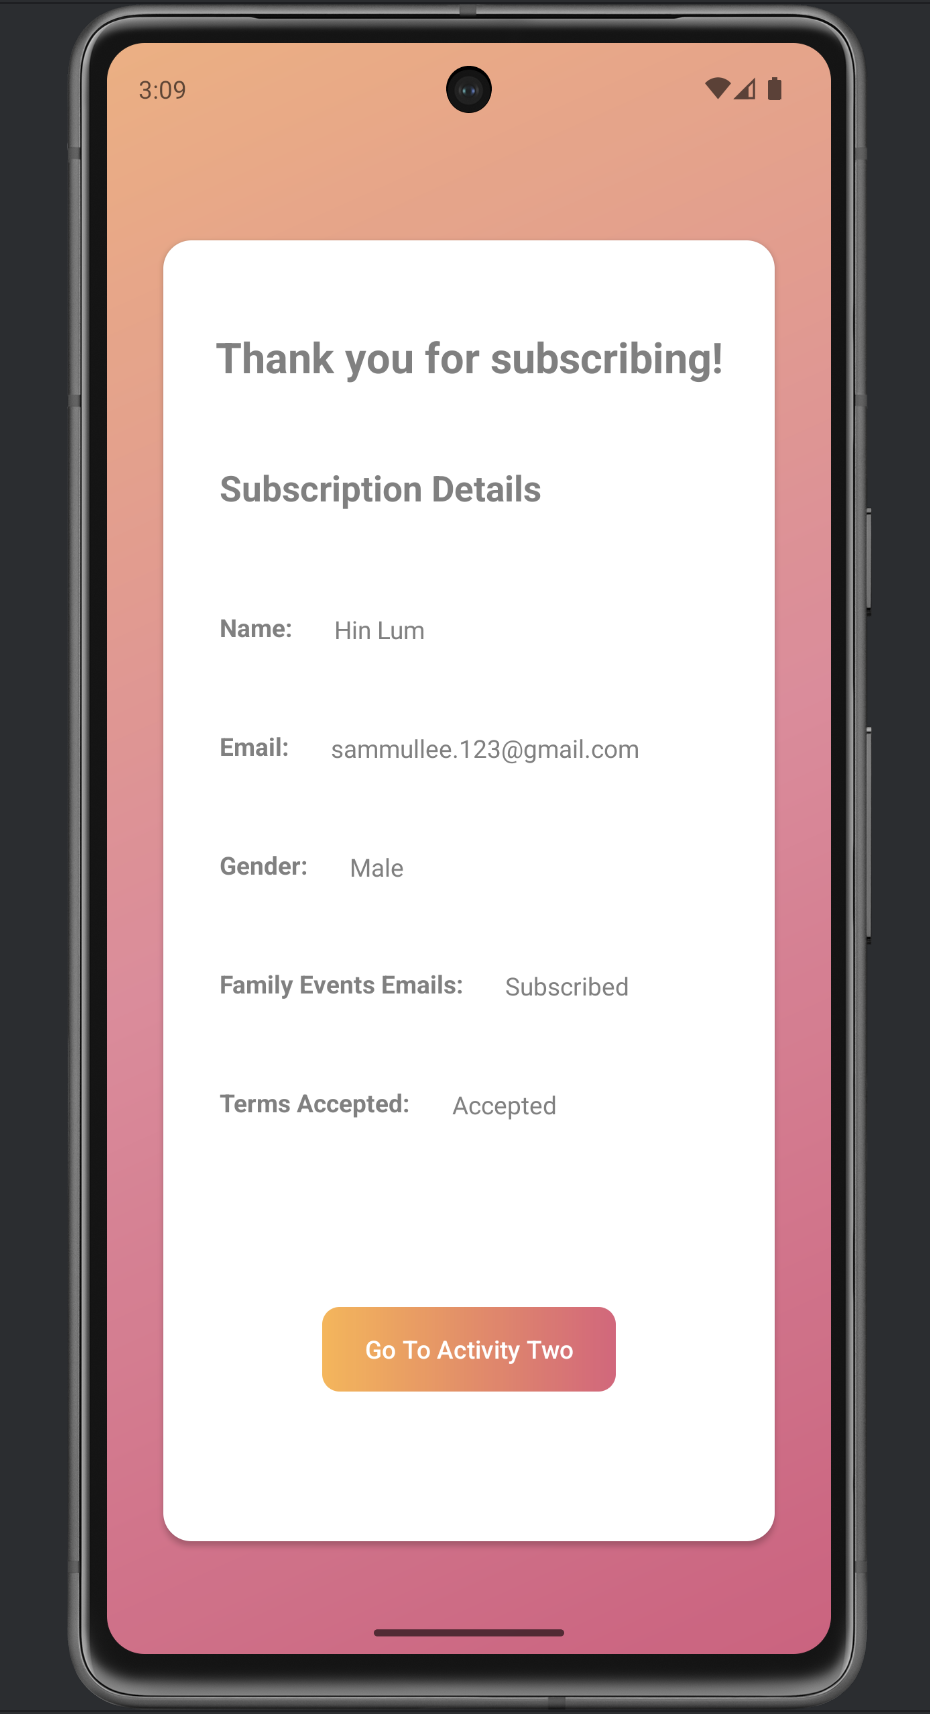 3:09
Thank you for subscribing!
Subscription Details
Name: Hin Lum
Email: sammullee.123@gmail.com
Gender: Male
Family Events Emails: Subscribed
Terms Accepted: Accepted
Go To Activity Two